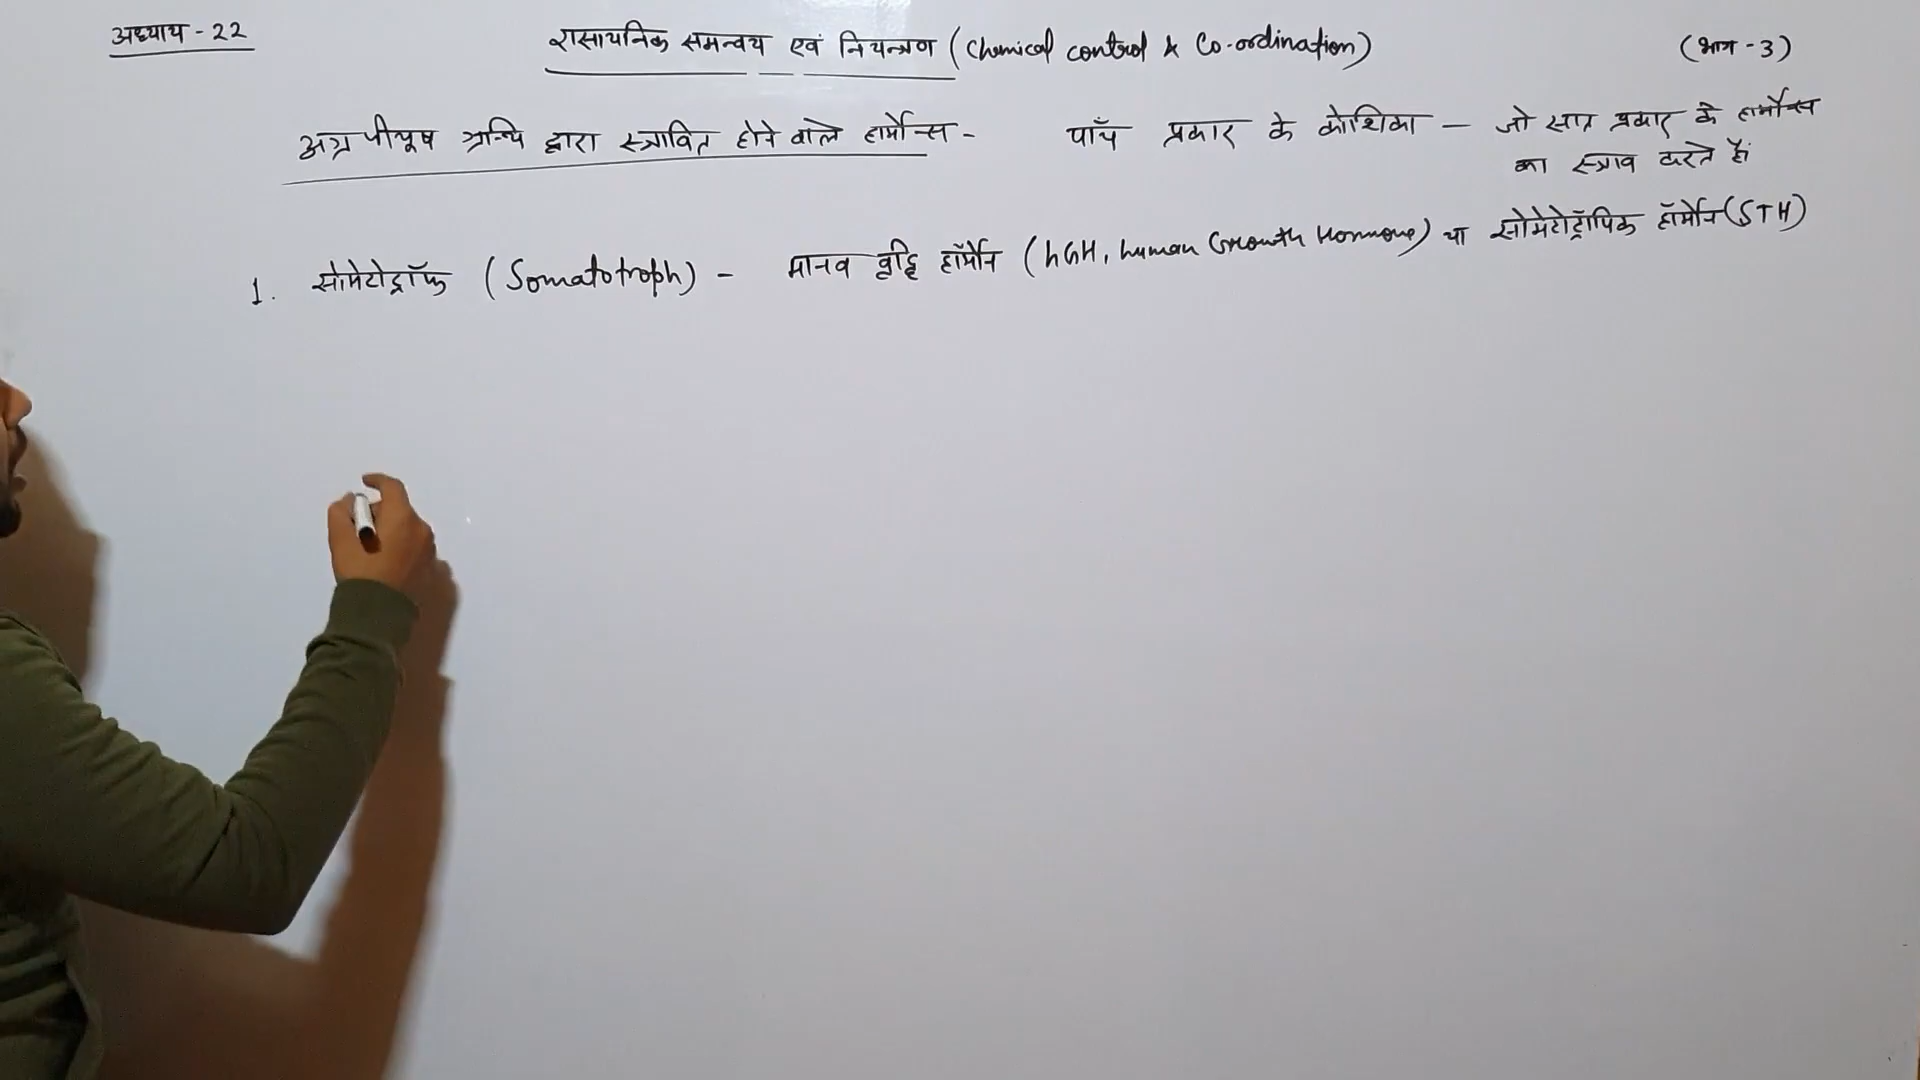 अध्याय - 22
रासायनिक समन्वय एवं नियन्त्रण (Chemical control & Co-ordination)
(भाग - 3)
अग्र पीयूष ग्रन्थि द्वारा स्त्रावित होने वाले हार्मोन्स -
पाँच प्रकार के कोशिका - जो सात प्रकार के हार्मोन्स
का स्त्राव करते हैं।
1. सोमेटोट्रॉफ (Somatotroph) - मानव वृद्धि हॉर्मोन (hGH, human Growth Hormone) या सोमेटोट्रॉपिक हॉर्मोन (STH)